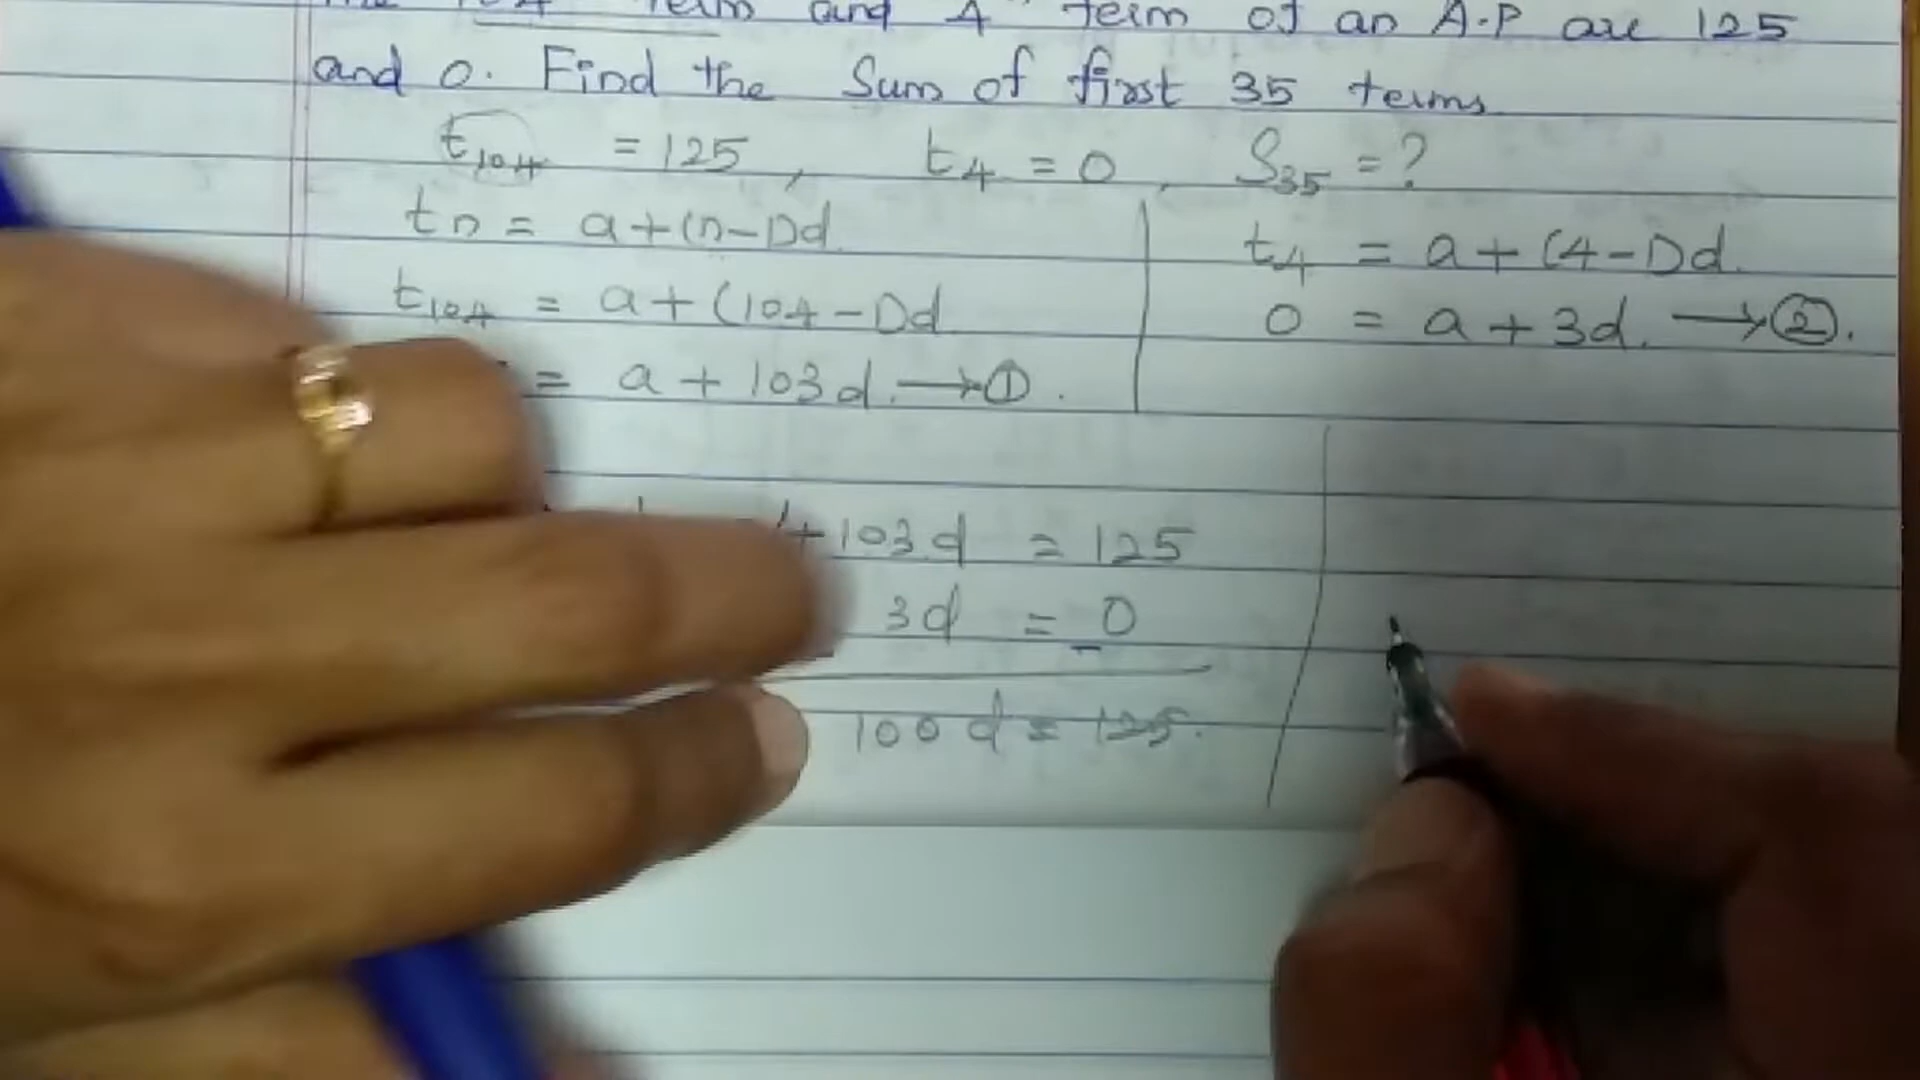 104 Term and 4 term of an A.P are 125
and 0. Find the Sum of first 35 terms
t104 = 125, t4 = 0, S35 = ?
tn = a+(n-1)d.
t104 = a+(104-1)d
= a+103d. →①.
t4 = a+(4-1)d.
0 = a+3d. →②.
+103d = 125
3d = 0
100d = 125.